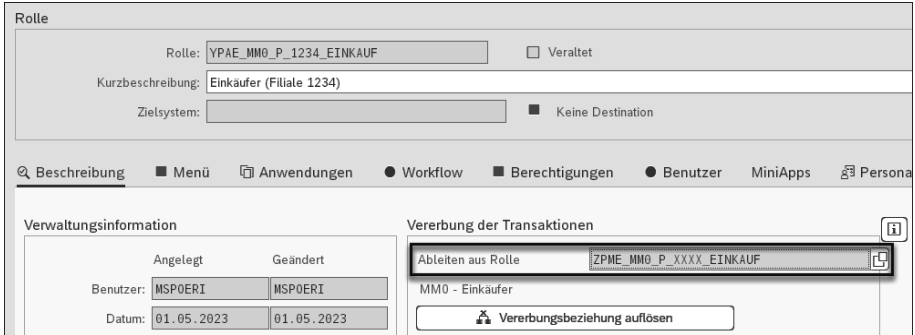 Rolle
Rolle: YPAE_MM0_P_1234_EINKAUF Veraltet
Kurzbeschreibung: Einkäufer (Filiale 1234)
Zielsystem: Keine Destination
Beschreibung Menü Anwendungen Workflow Berechtigungen Benutzer MiniApps Persona
Verwaltungsinformation
Angelegt Geändert
Benutzer: MSPOERI MSPOERI
Datum: 01.05.2023 01.05.2023
Vererbung der Transaktionen
Ableiten aus Rolle ZPME_MM0_P_XXXX_EINKAUF
MM0 - Einkäufer
Vererbungsbeziehung auflösen